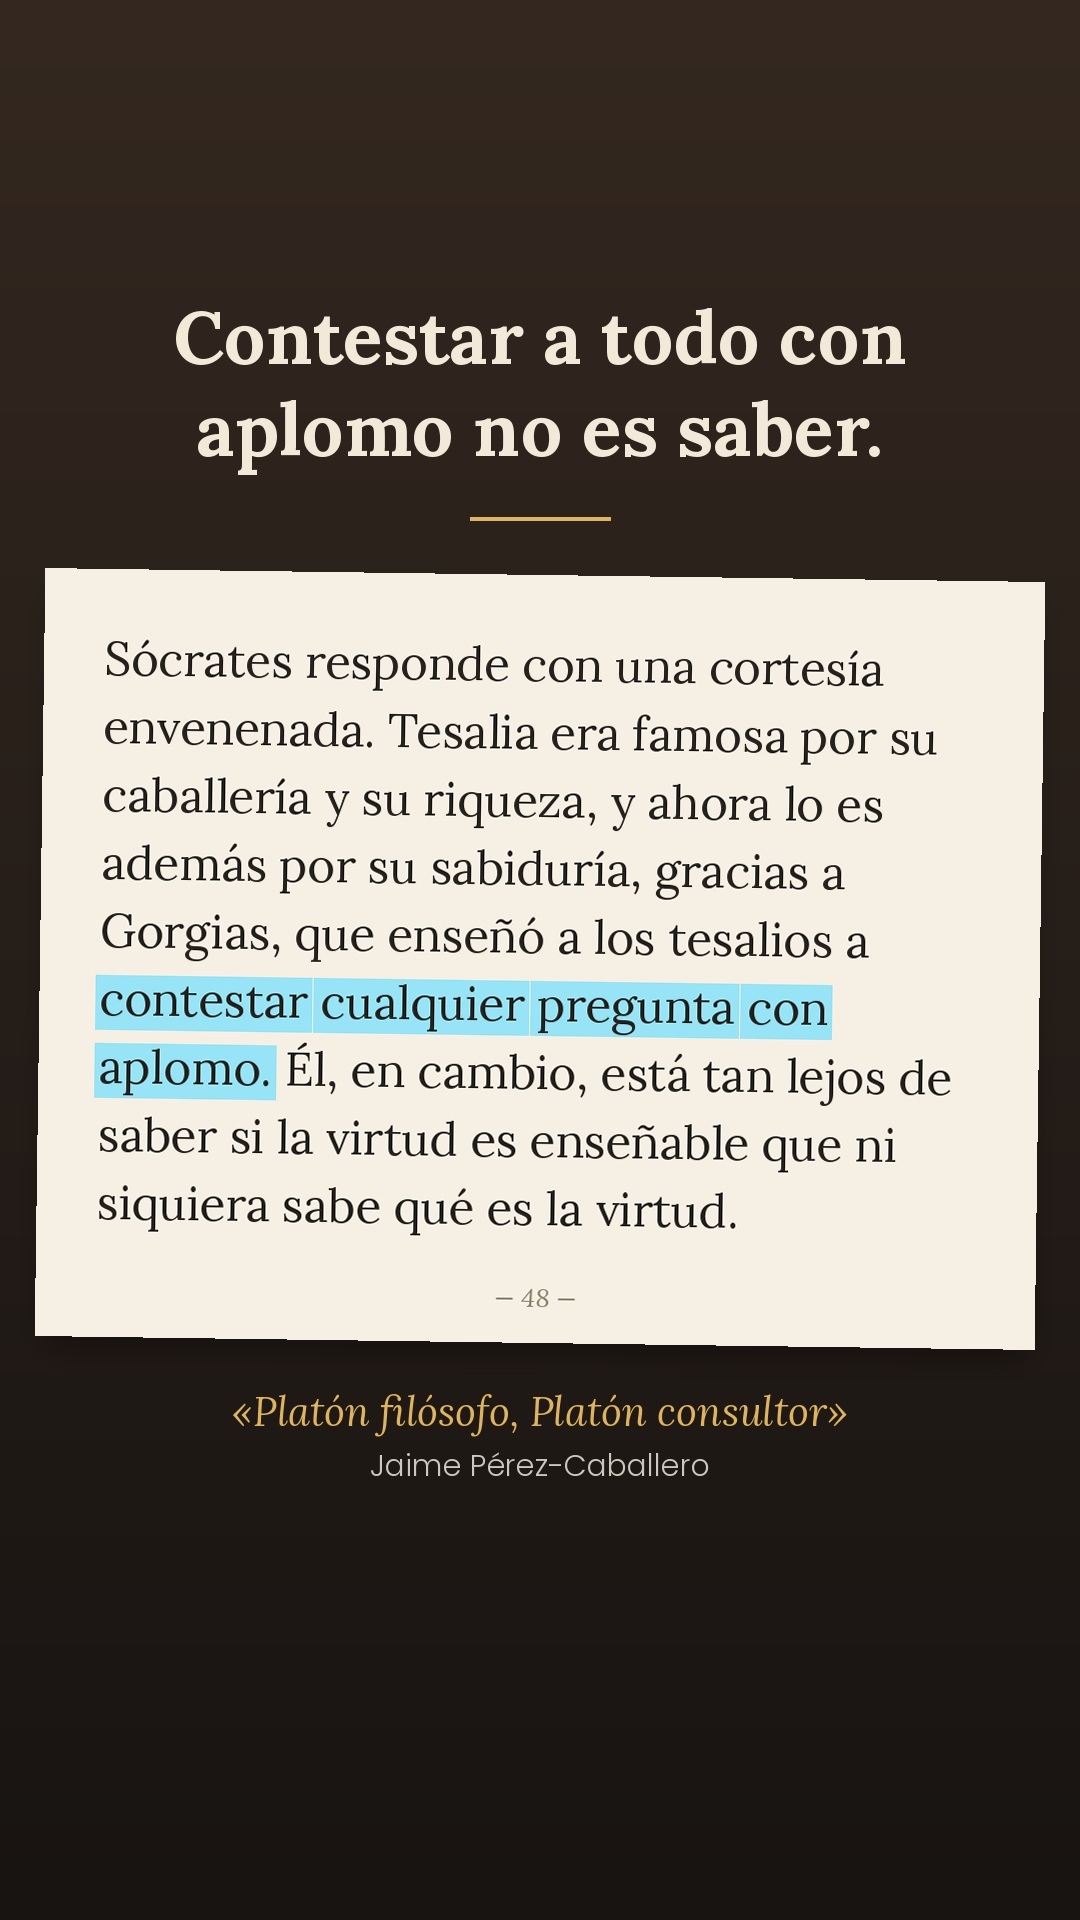 Contestar a todo con
aplomo no es saber.
Sócrates responde con una cortesía
envenenada. Tesalia era famosa por su
caballería y su riqueza, y ahora lo es
además por su sabiduría, gracias a
Gorgias, que enseñó a los tesalios a
contestar cualquier pregunta con
aplomo. Él, en cambio, está tan lejos de
saber si la virtud es enseñable que ni
siquiera sabe qué es la virtud.
— 48 —
«Platón filósofo, Platón consultor»
Jaime Pérez-Caballero